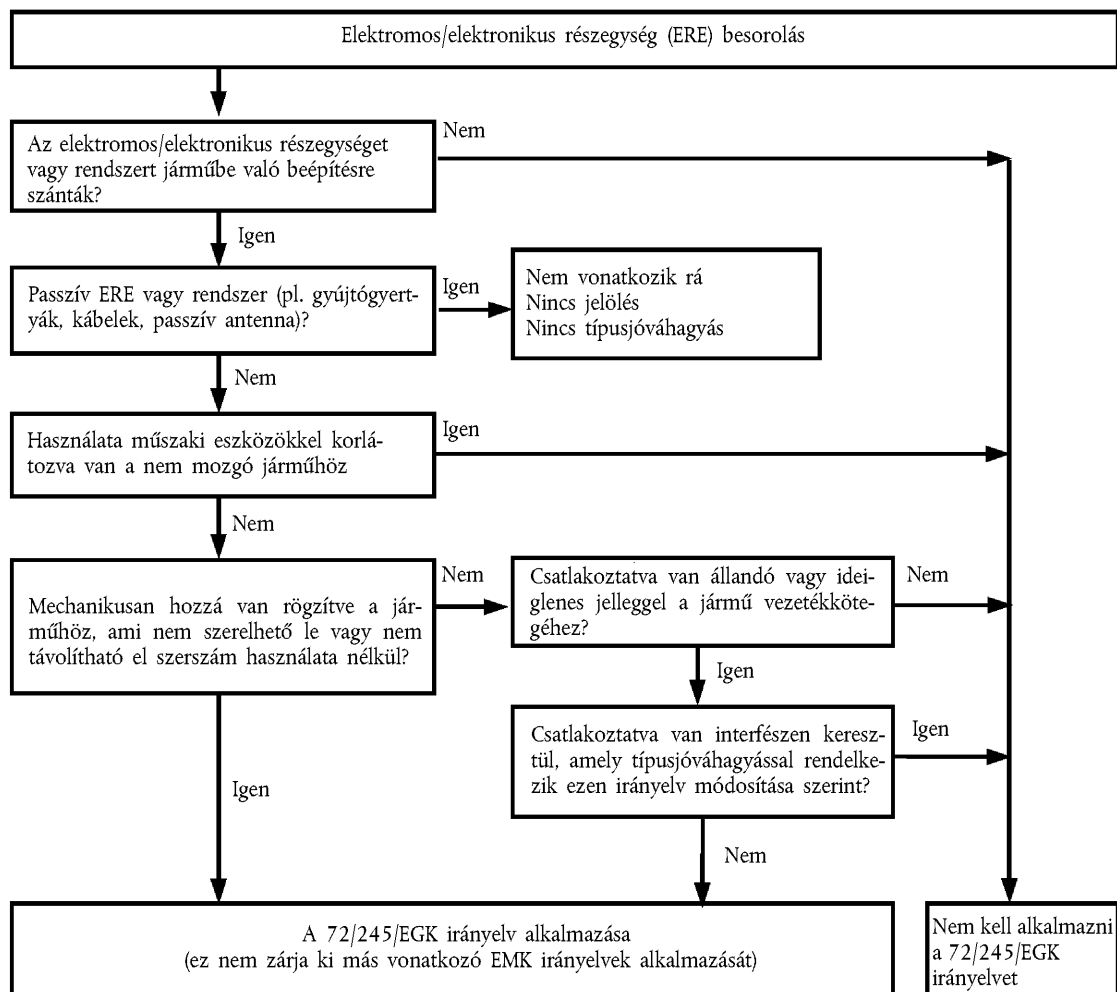 Elektromos/elektronikus részegység (ERE) besorolás
Az elektromos/elektronikus részegységet
vagy rendszert járműbe való beépítésre
szánták?
Nem
Igen
Passzív ERE vagy rendszer (pl. gyújtógyert-
yák, kábelek, passzív antenna)?
Igen
Nem vonatkozik rá
Nincs jelölés
Nincs típusjóváhagyás
Nem
Használata műszaki eszközökkel korlá-
tozva van a nem mozgó járműhöz
Igen
Nem
Mechanikusan hozzá van rögzítve a jár-
műhöz, ami nem szerelhető le vagy nem
távolítható el szerszám használata nélkül?
Nem
Csatlakoztatva van állandó vagy idei-
glenes jelleggel a jármű vezetékköte-
géhez?
Nem
Igen
Csatlakoztatva van interfészen keresz-
tül, amely típusjóváhagyással rendelke-
zik ezen irányelv módosítása szerint?
Igen
Igen
Nem
A 72/245/EGK irányelv alkalmazása
(ez nem zárja ki más vonatkozó EMK irányelvek alkalmazását)
Nem kell alkalmazni
a 72/245/EGK
irányelvet